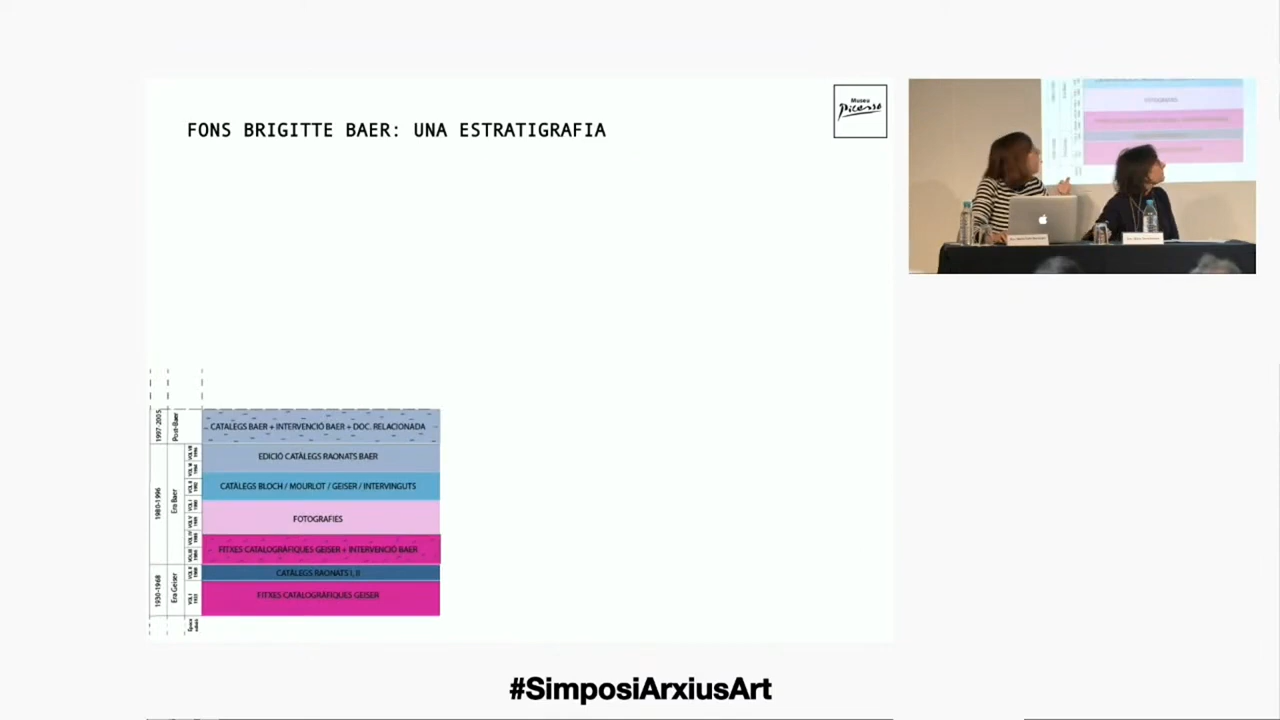 FONS BRIGITTE BAER: UNA ESTRATIGRAFIA
Museu
Picasso
1997-2005
Post-Baer
CATÀLEGS BAER + INTERVENCIÓ BAER + DOC. RELACIONADA
1980-1996
Era Baer
EDICIÓ CATÀLEGS RAONATS BAER
CATÀLEGS BLOCH / MOURLOT / GEISER / INTERVINGUTS
FOTOGRAFIES
FITXES CATALOGRÀFIQUES GEISER + INTERVENCIÓ BAER
1930-1968
Era Geiser
CATÀLEGS RAONATS I, II
FITXES CATALOGRÀFIQUES GEISER
#SimposiArxiusArt